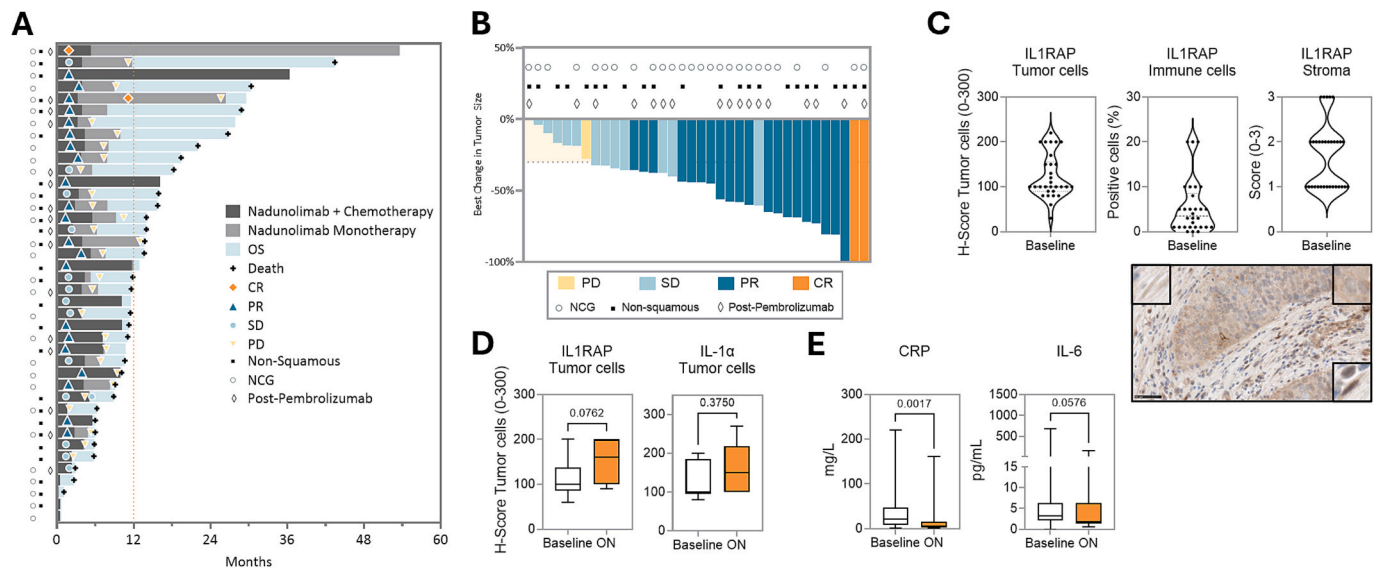 A
Nadunolimab + Chemotherapy
Nadunolimab Monotherapy
OS
Death
CR
PR
SD
PD
Non-Squamous
NCG
Post-Pembrolizumab
0 12 24 36 48 60
Months
B
Best Change in Tumor Size
50%
0%
-50%
-100%
PD SD PR CR
NCG Non-squamous Post-Pembrolizumab
C
IL1RAP
Tumor cells
H-Score Tumor cells (0-300)
300
200
100
0
Baseline
IL1RAP
Immune cells
Positive cells (%)
30
20
10
0
Baseline
IL1RAP
Stroma
Score (0-3)
3
2
1
0
Baseline
D
IL1RAP
Tumor cells
H-Score Tumor cells (0-300)
300
200
100
0
0.0762
Baseline ON
IL-1α
Tumor cells
300
200
100
0
0.3750
Baseline ON
E
CRP
mg/L
300
200
100
0
0.0017
Baseline ON
IL-6
pg/mL
1500
1000
500
15
10
5
0
0.0576
Baseline ON